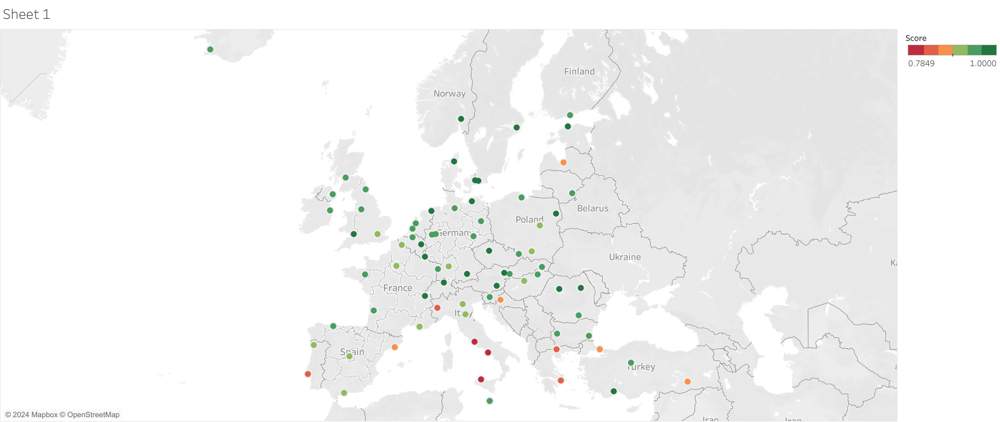 Sheet 1
Score
0.7849 1.0000
Finland
Norway
Belarus
Poland
Germany
Ukraine
France
Italy
Spain
Turkey
Iraq
Iran
© 2024 Mapbox © OpenStreetMap